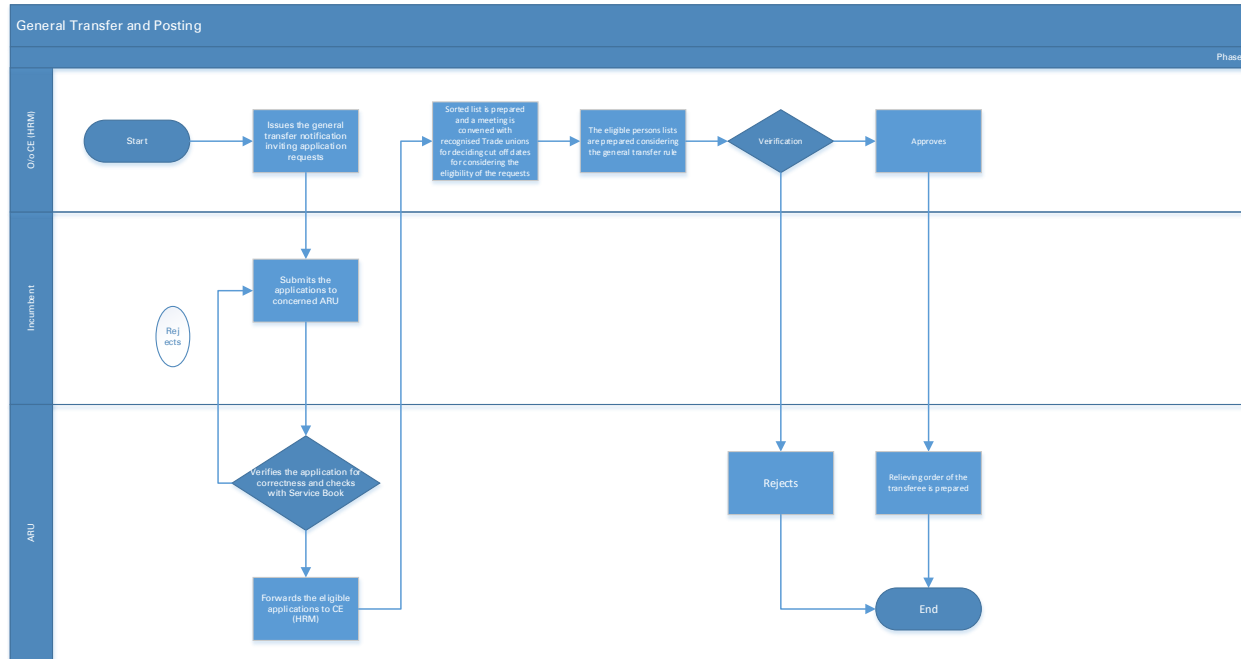 General Transfer and Posting
Phase
O/o CE (HRM)
Start
Issues the general
transfer notification
inviting application
requests
Sorted list is prepared
and a meeting is
convened with
recognised Trade unions
for deciding cut off dates
for considering the
eligibility of the requests
The eligible persons lists
are prepared considering
the general transfer rule
Veirification
Approves
Incumbent
Submits the
applications to
concerned ARU
Rej
ects
ARU
Verifies the application for
correctness and checks
with Service Book
Rejects
Relieving order of the
transferee is prepared
Forwards the eligible
applications to CE
(HRM)
End